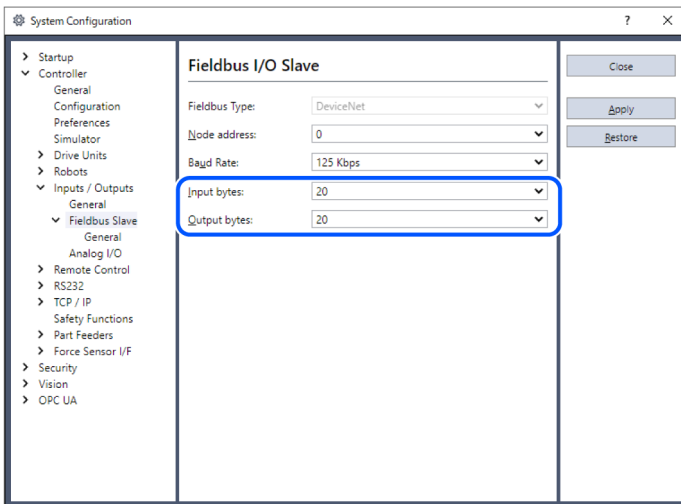 System Configuration
?
Startup
Controller
General
Configuration
Preferences
Simulator
Drive Units
Robots
Inputs / Outputs
General
Fieldbus Slave
General
Analog I/O
Remote Control
RS232
TCP / IP
Safety Functions
Part Feeders
Force Sensor I/F
Security
Vision
OPC UA
Fieldbus I/O Slave
Fieldbus Type: DeviceNet
Node address: 0
Baud Rate: 125 Kbps
Input bytes: 20
Output bytes: 20
Close
Apply
Restore